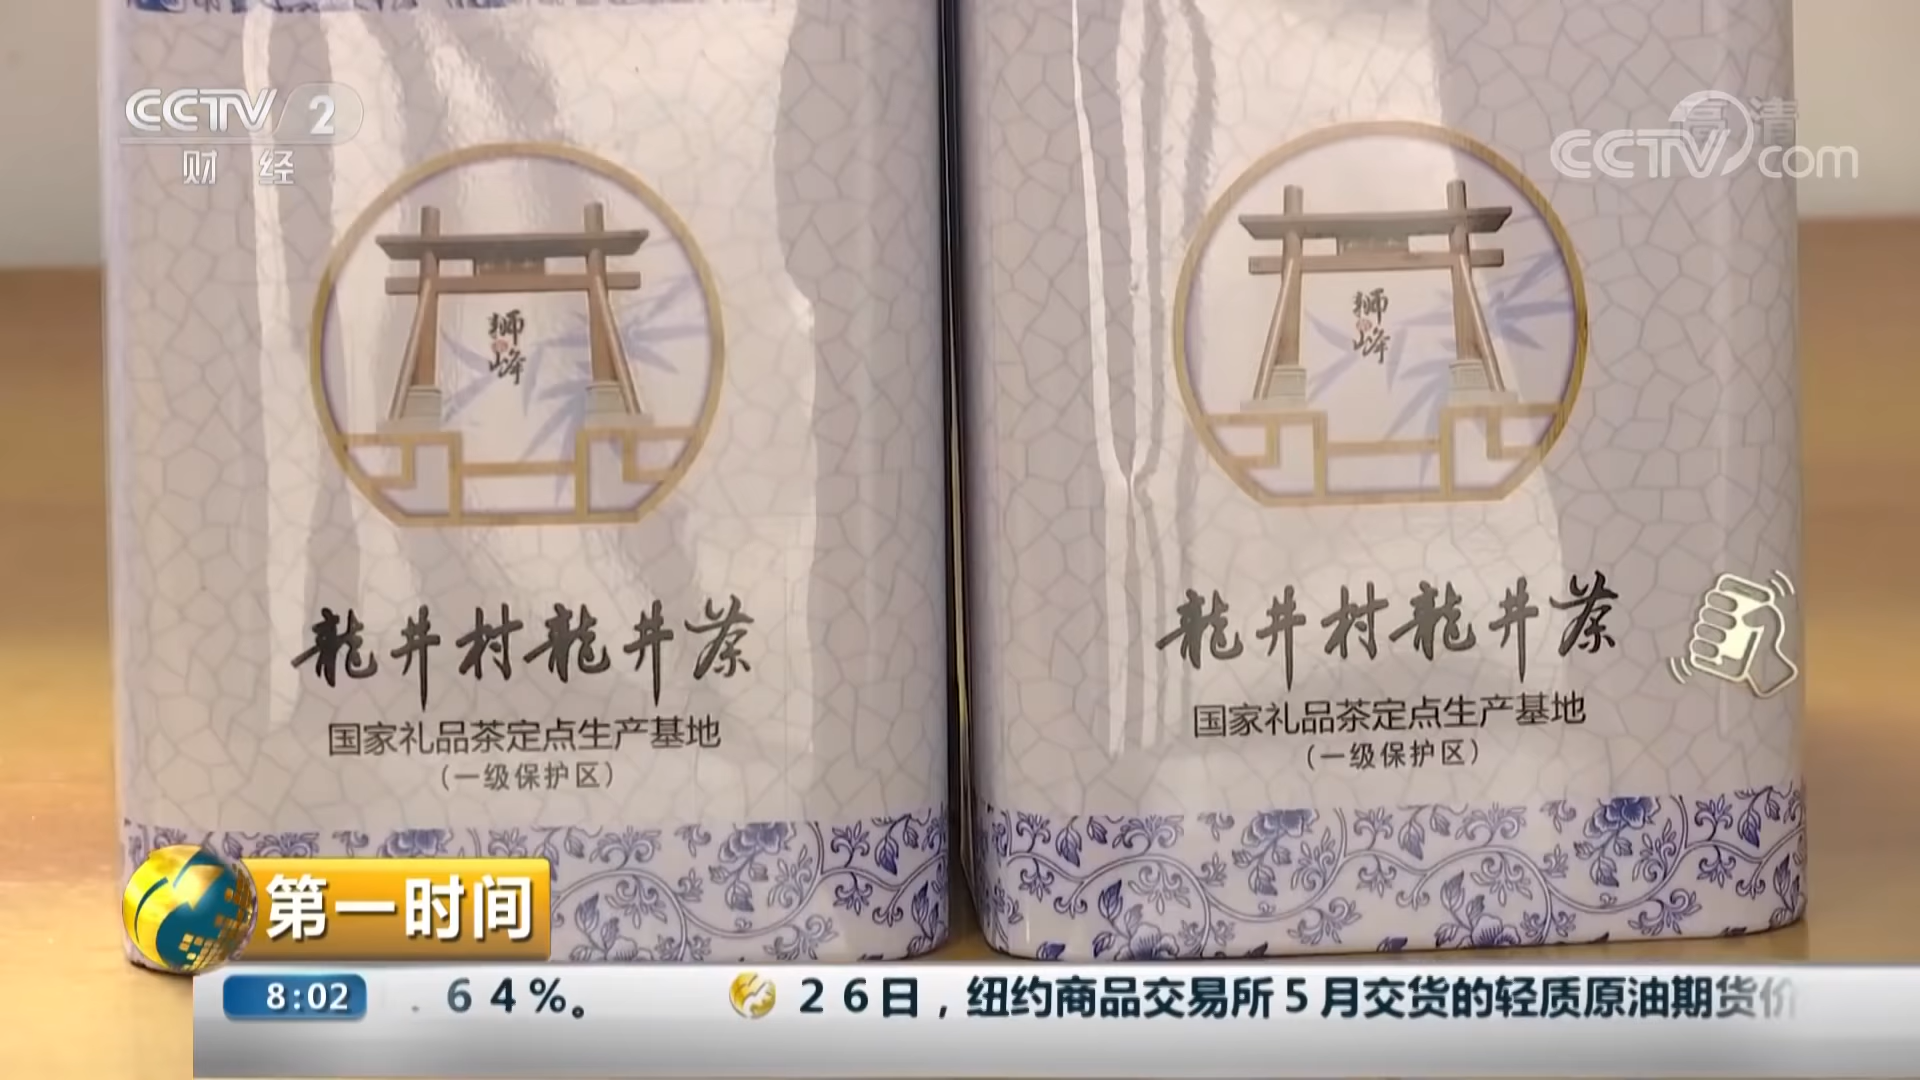 CCTV 2
财经
高清
CCTV.com
狮峰
龍井村龍井茶
国家礼品茶定点生产基地
（一级保护区）
狮峰
龍井村龍井茶
国家礼品茶定点生产基地
（一级保护区）
第一时间
8:02
.64%。
26日，纽约商品交易所5月交货的轻质原油期货价